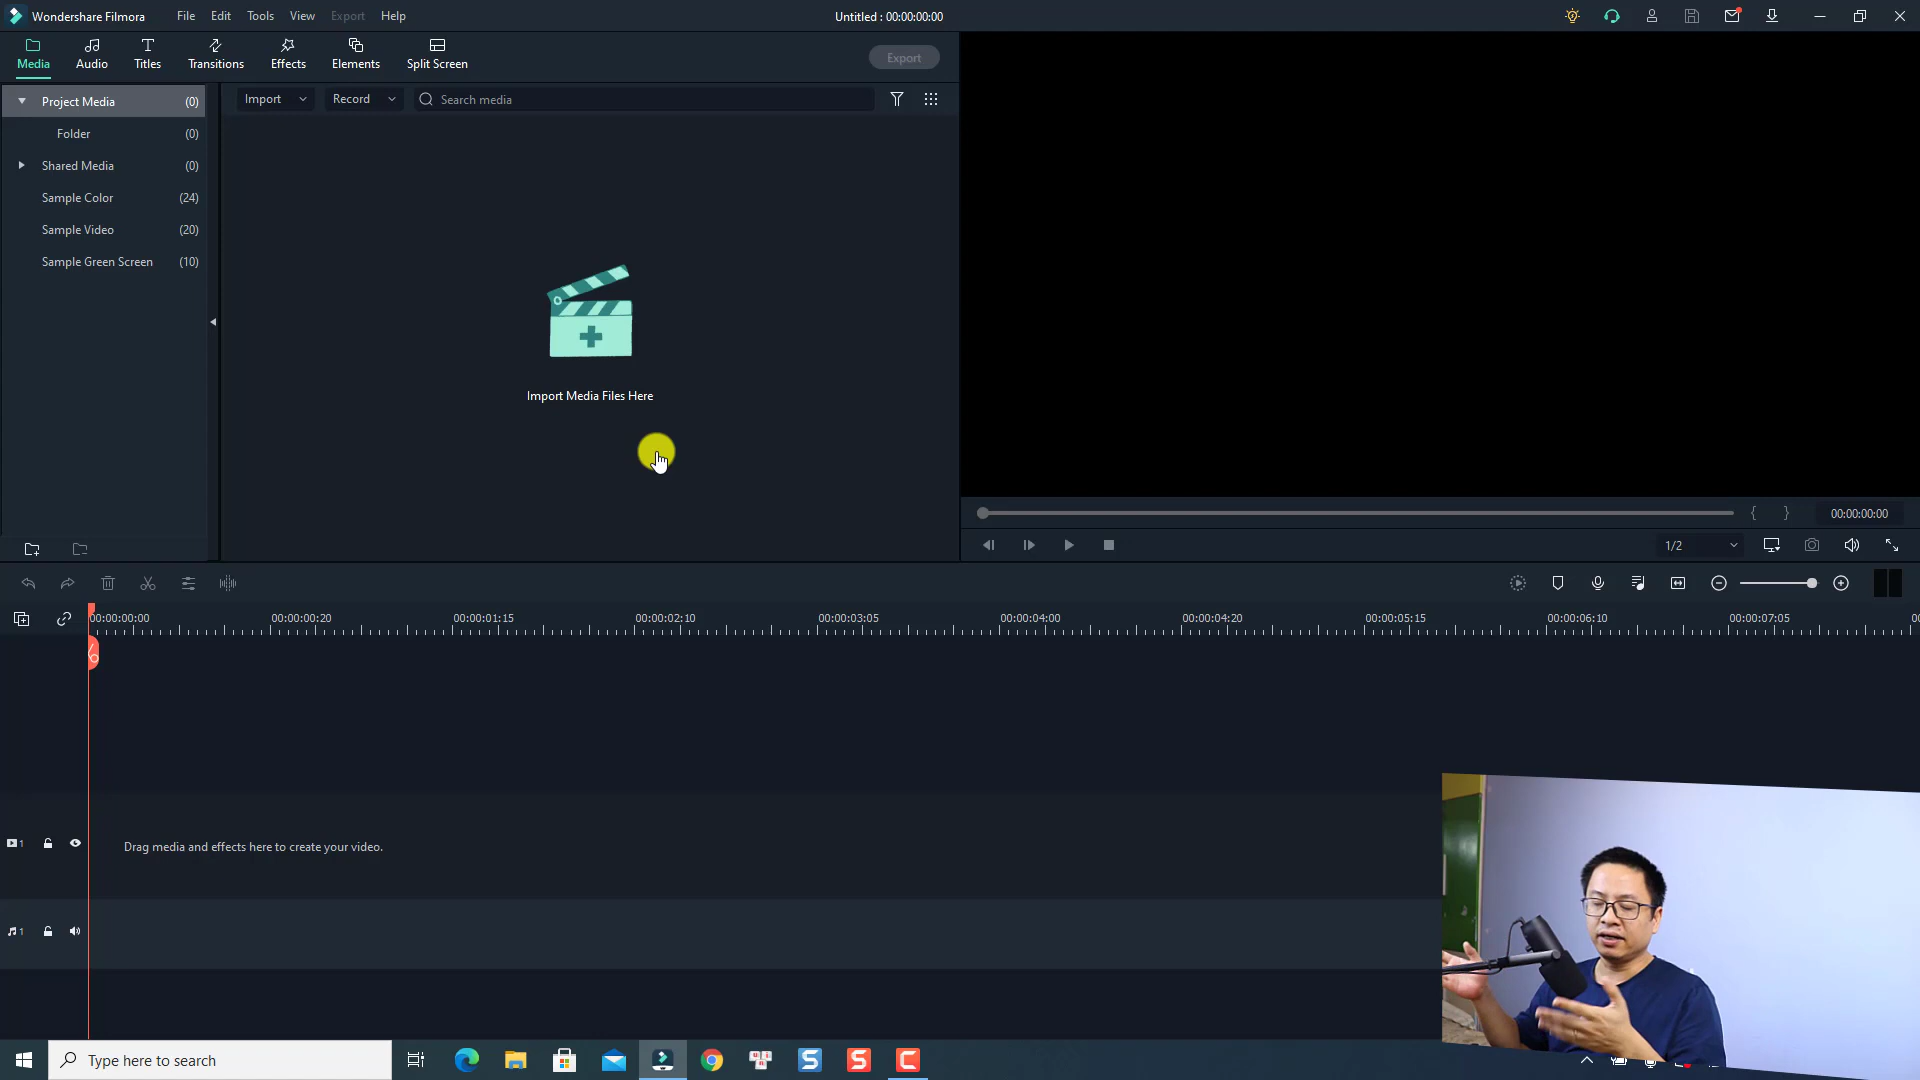 Wondershare Filmora File Edit Tools View Export Help Untitled : 00:00:00:00
Media Audio Titles Transitions Effects Elements Split Screen Export
Project Media (0) Import Record Search media
Folder (0)
Shared Media (0)
Sample Color (24)
Sample Video (20)
Sample Green Screen (10)
Import Media Files Here
{ } 00:00:00:00
1/2
00:00:00:00 00:00:00:20 00:00:01:15 00:00:02:10 00:00:03:05 00:00:04:00 00:00:04:20 00:00:05:15 00:00:06:10 00:00:07:05
1 Drag media and effects here to create your video.
1
Type here to search S S C